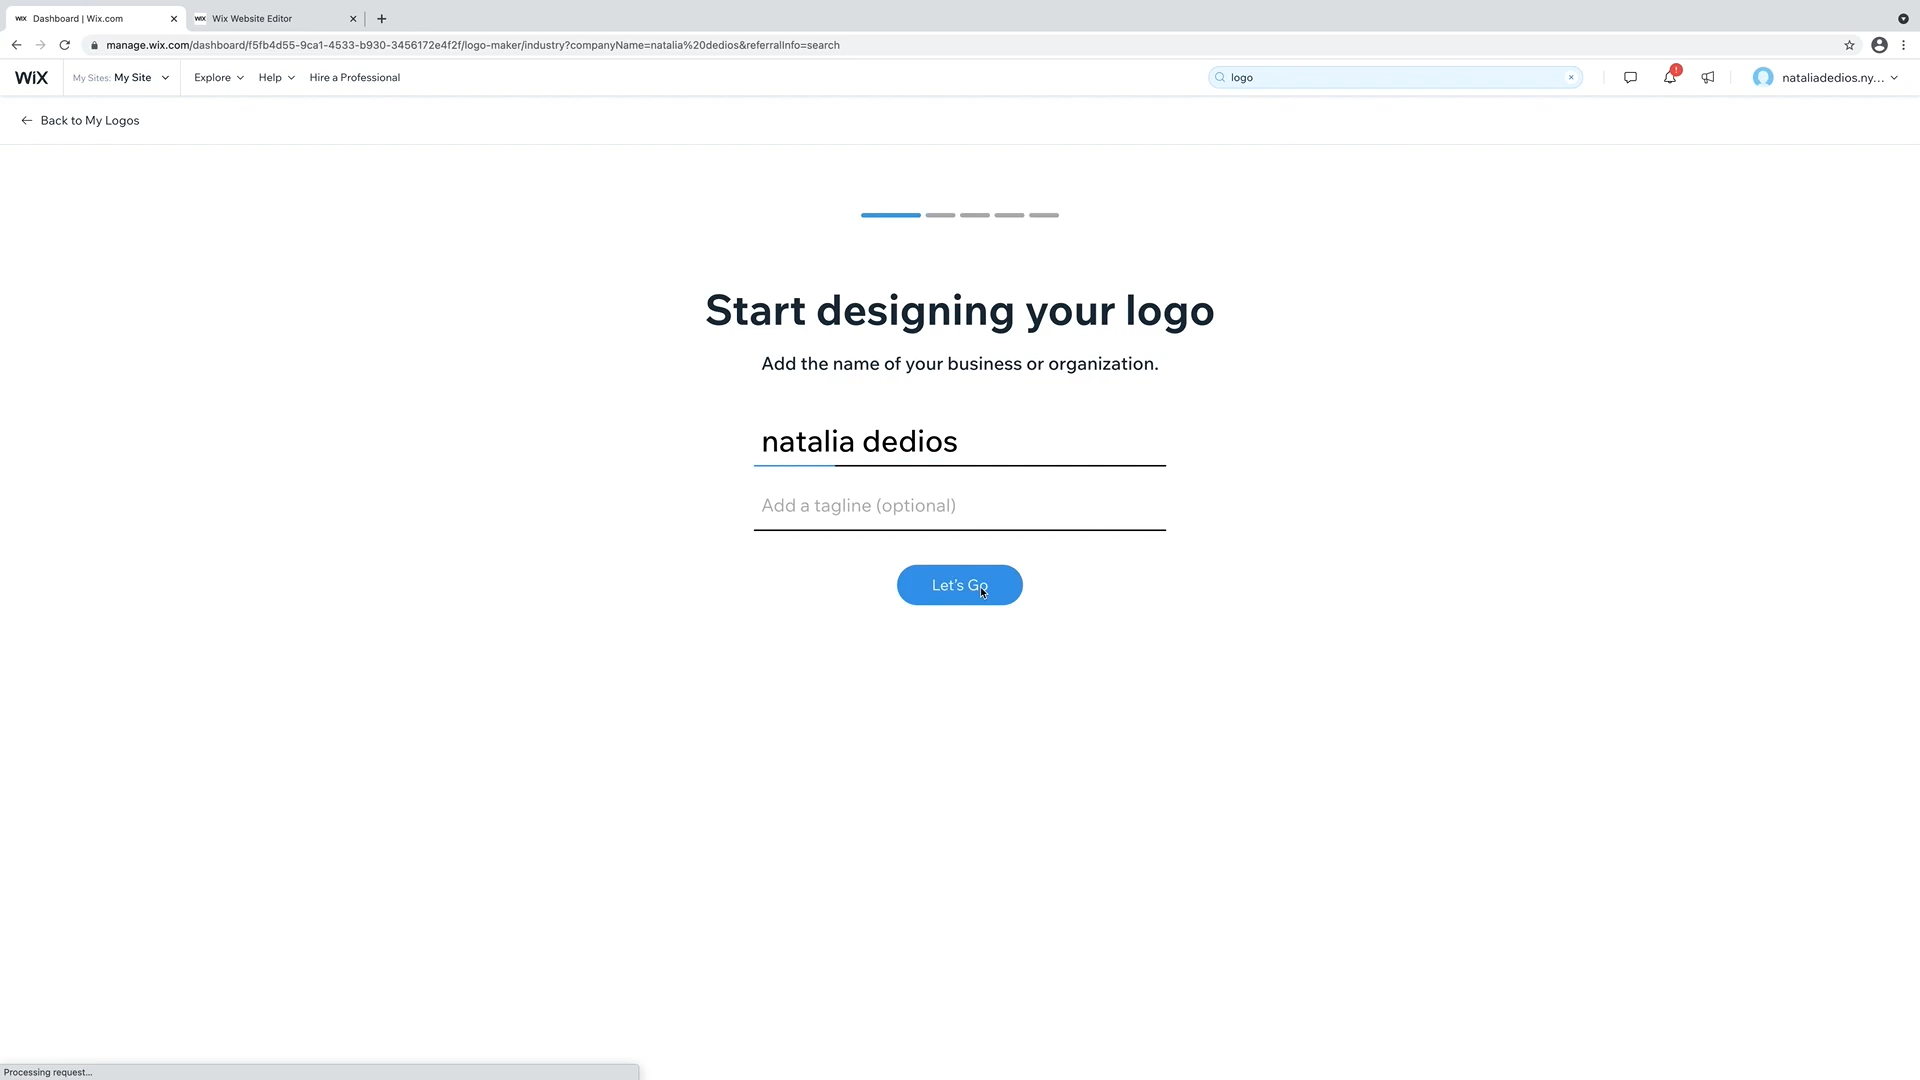 WiX Dashboard | Wix.com
WiX Wix Website Editor
manage.wix.com/dashboard/f5fb4d55-9ca1-4533-b930-3456172e4f2f/logo-maker/industry?companyName=natalia%20dedios&referralInfo=search
WiX My Sites: My Site Explore Help Hire a Professional logo ! nataliadedios.ny...
Back to My Logos
Start designing your logo
Add the name of your business or organization.
natalia dedios
Add a tagline (optional)
Let's Go
Processing request...